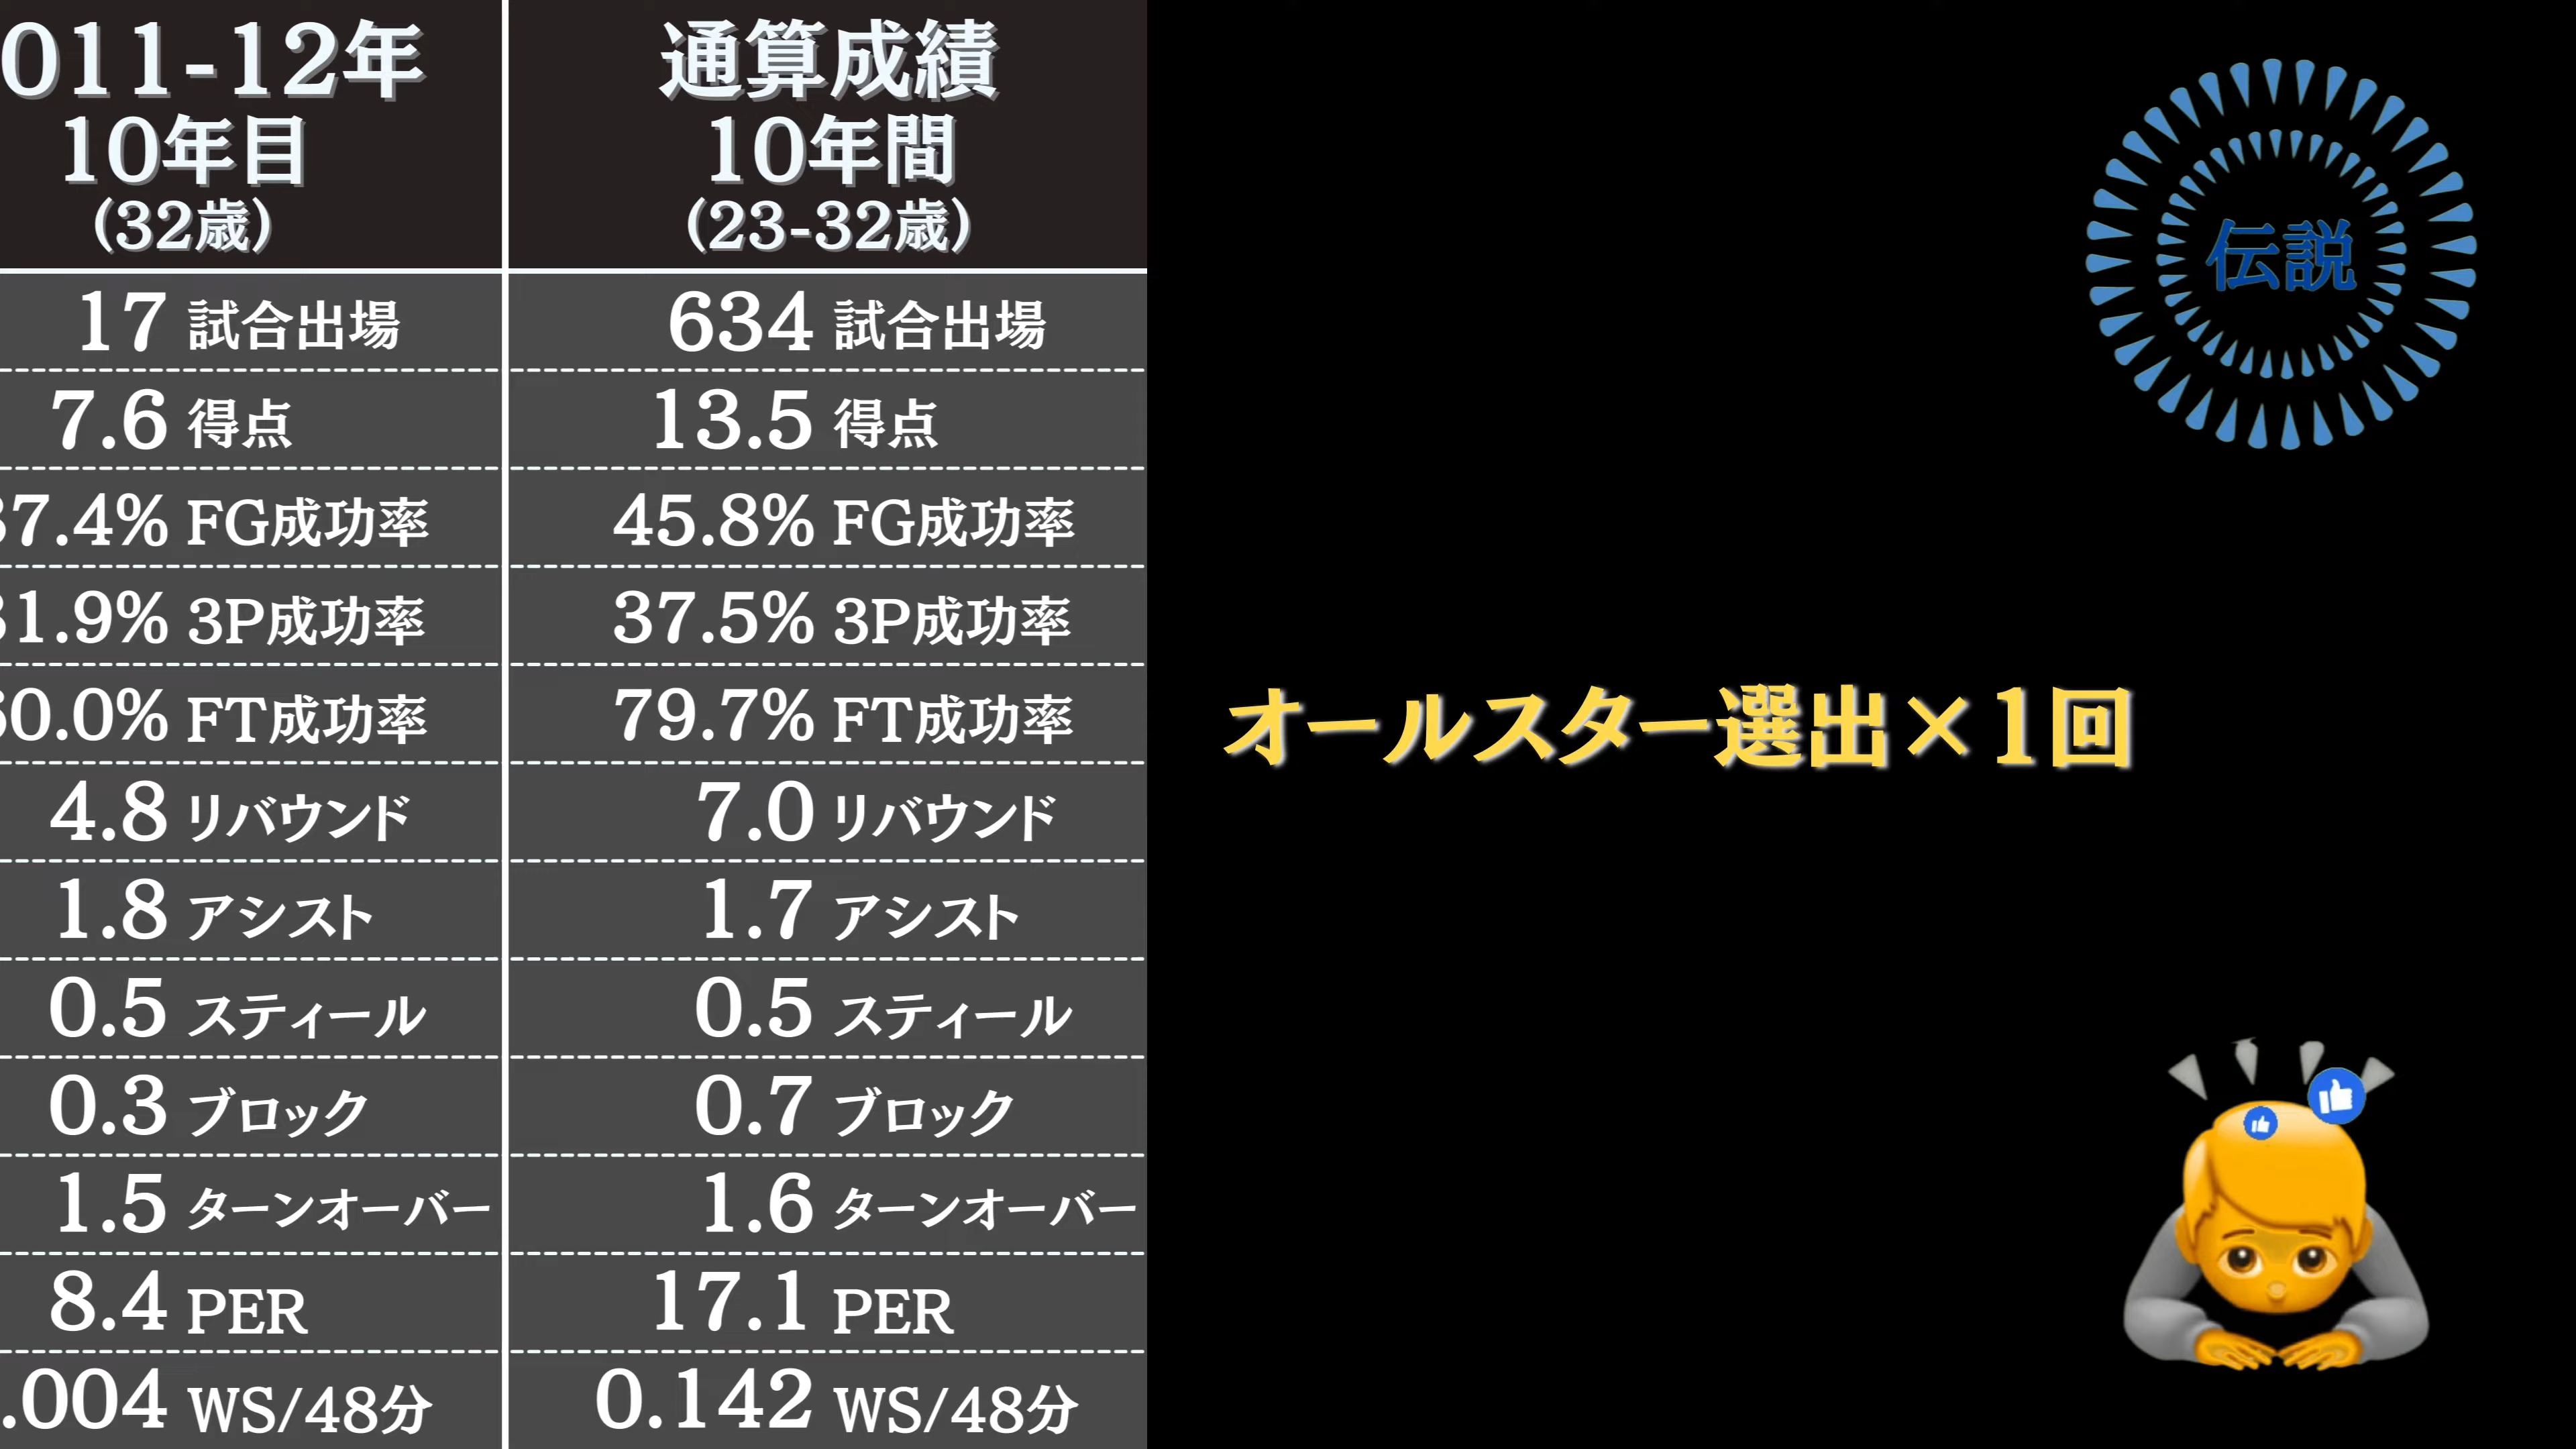 011-12年
10年目
(32歳)
17 試合出場
7.6 得点
37.4% FG成功率
31.9% 3P成功率
60.0% FT成功率
4.8 リバウンド
1.8 アシスト
0.5 スティール
0.3 ブロック
1.5 ターンオーバー
8.4 PER
.004 WS/48分
通算成績
10年間
(23-32歳)
634 試合出場
13.5 得点
45.8% FG成功率
37.5% 3P成功率
79.7% FT成功率
7.0 リバウンド
1.7 アシスト
0.5 スティール
0.7 ブロック
1.6 ターンオーバー
17.1 PER
0.142 WS/48分
オールスター選出×1回
伝説